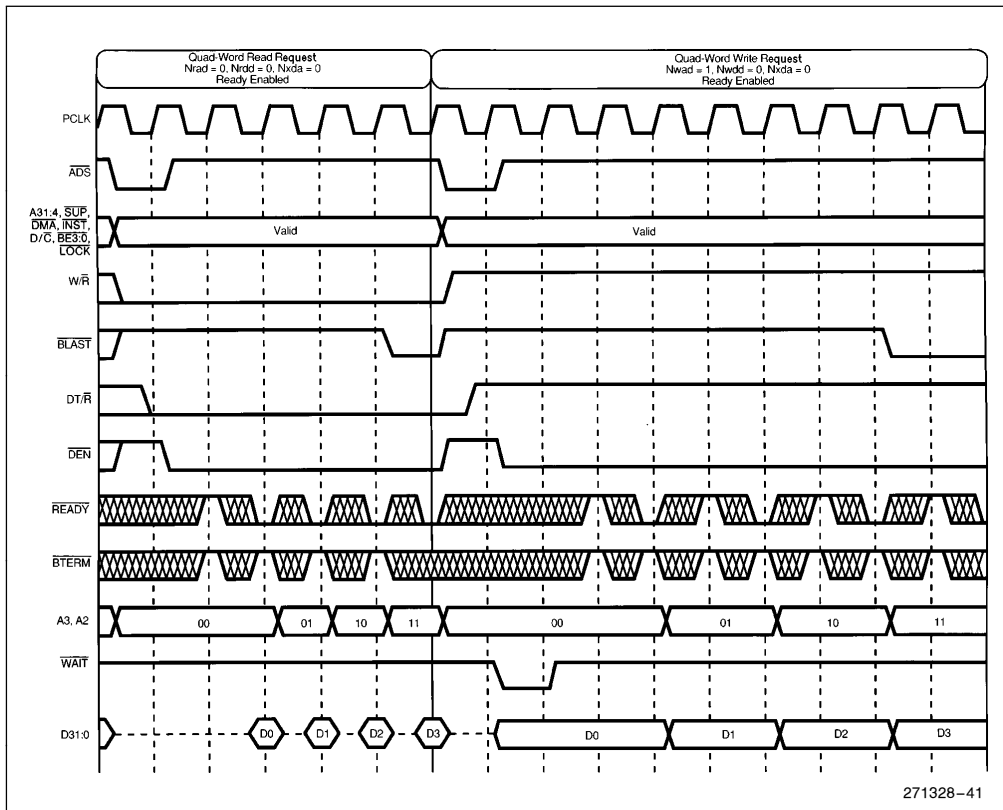 Quad-Word Read Request
Nrad = 0, Nrdd = 0, Nxda = 0
Ready Enabled
Quad-Word Write Request
Nwad = 1, Nwdd = 0, Nxda = 0
Ready Enabled
PCLK
ADS
A31:4, SUP,
DMA, INST,
D/C, BE3:0,
LOCK
Valid
Valid
W/R
BLAST
DT/R
DEN
READY
BTERM
A3, A2
00
01
10
11
00
01
10
11
WAIT
D31:0
D0
D1
D2
D3
D0
D1
D2
D3
271328–41